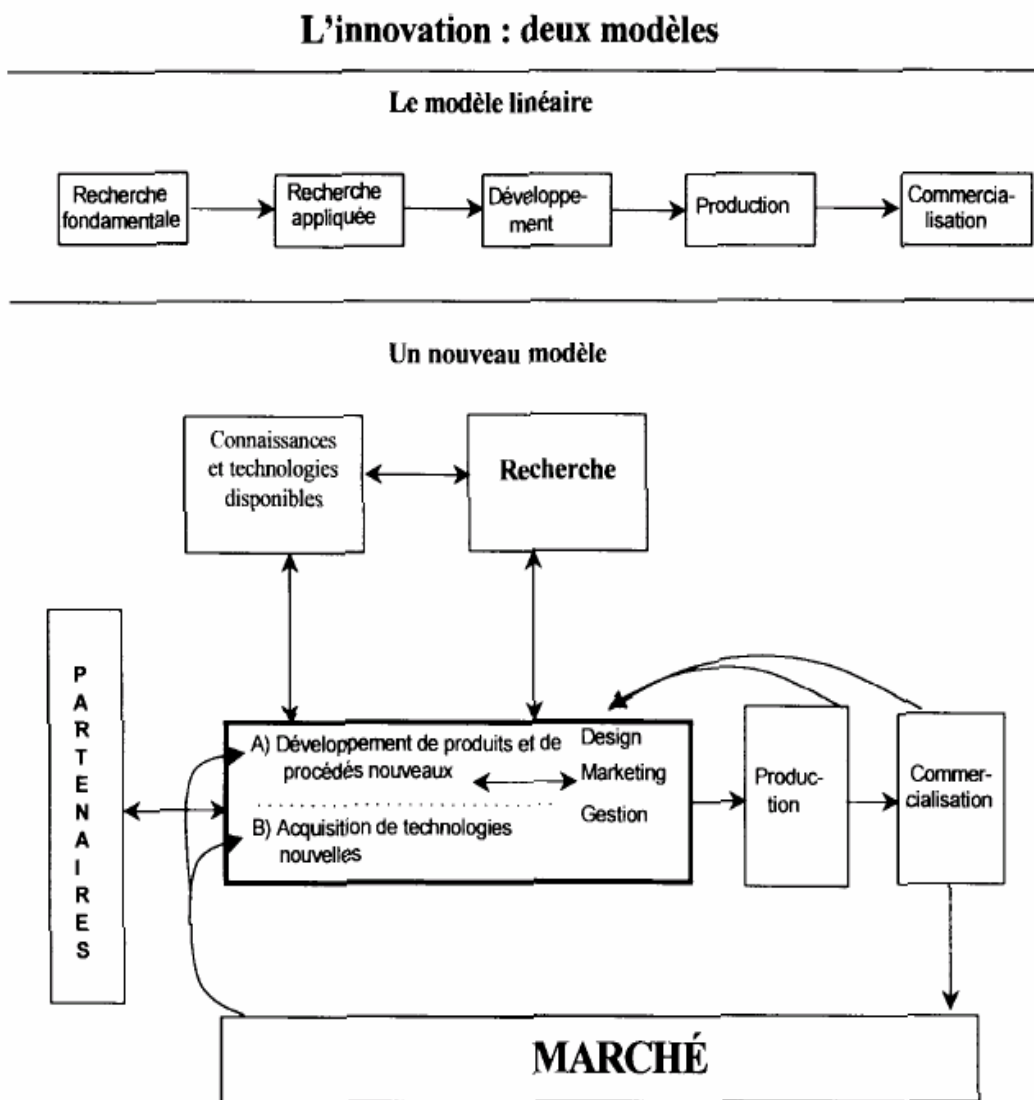 L'innovation : deux modèles
Le modèle linéaire
Recherche
fondamentale
Recherche
appliquée
Développe-
ment
Production
Commercia-
lisation
Un nouveau modèle
Connaissances
et technologies
disponibles
Recherche
PARTENAIRES
A) Développement de produits et de
procédés nouveaux
B) Acquisition de technologies
nouvelles
Design
Marketing
Gestion
Produc-
tion
Commer-
cialisation
MARCHÉ